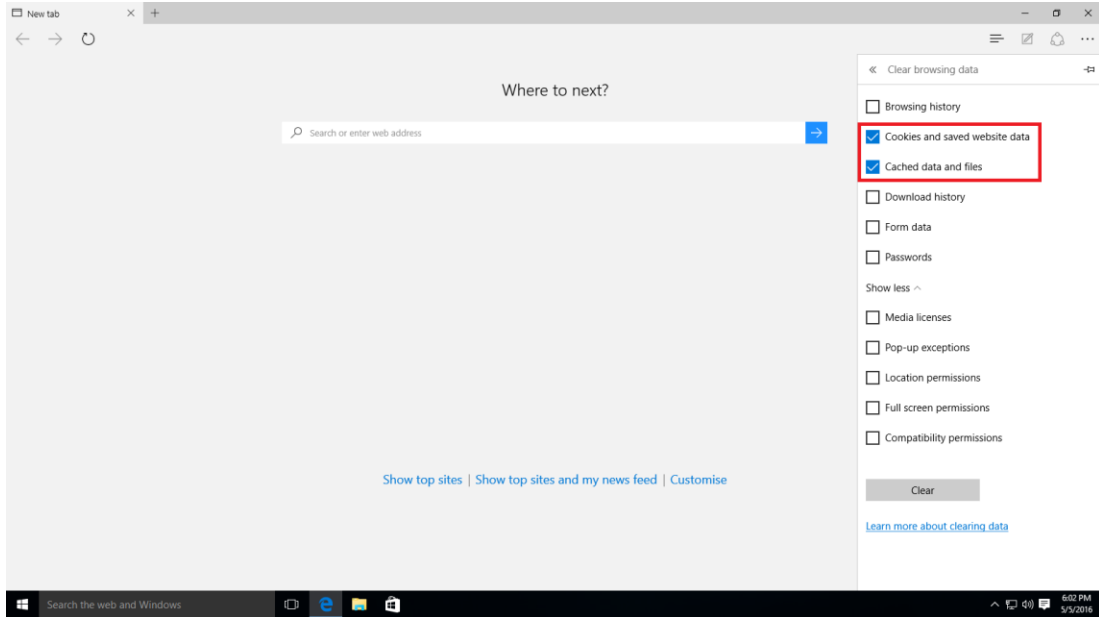 New tab
Clear browsing data
Where to next?
Search or enter web address
Browsing history
Cookies and saved website data
Cached data and files
Download history
Form data
Passwords
Show less
Media licenses
Pop-up exceptions
Location permissions
Full screen permissions
Compatibility permissions
Show top sites | Show top sites and my news feed | Customise
Clear
Learn more about clearing data
Search the web and Windows
6:02 PM
5/5/2016